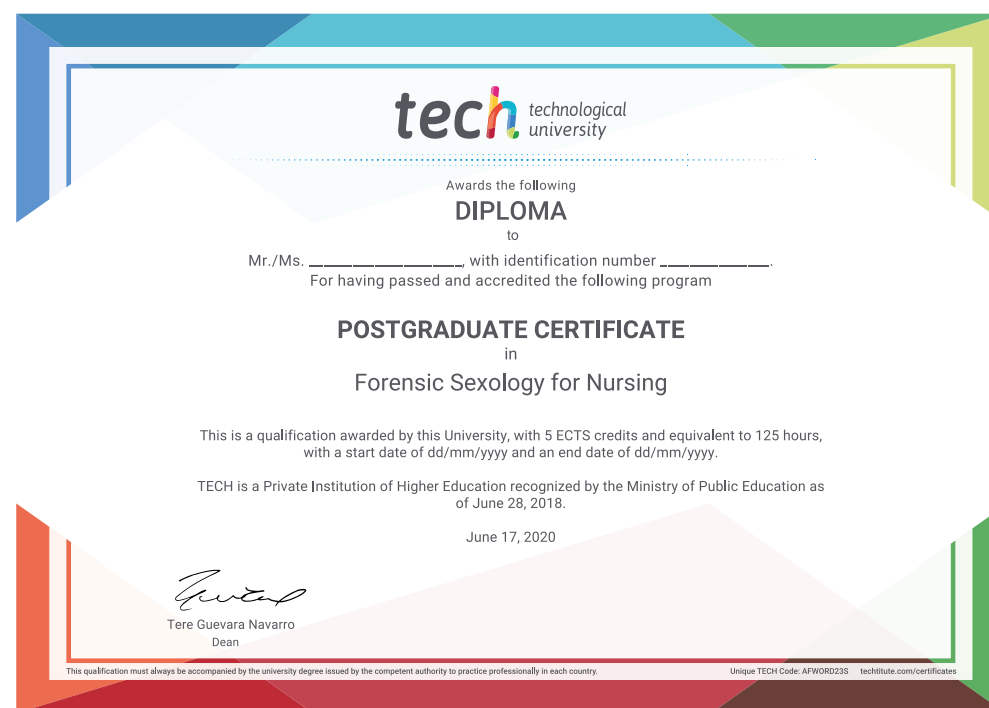 tech technological
university
Awards the following
DIPLOMA
to
Mr./Ms. ____________________, with identification number ______________.
For having passed and accredited the following program
POSTGRADUATE CERTIFICATE
in
Forensic Sexology for Nursing
This is a qualification awarded by this University, with 5 ECTS credits and equivalent to 125 hours,
with a start date of dd/mm/yyyy and an end date of dd/mm/yyyy.
TECH is a Private Institution of Higher Education recognized by the Ministry of Public Education as
of June 28, 2018.
June 17, 2020
Tere Guevara Navarro
Dean
This qualification must always be accompanied by the university degree issued by the competent authority to practice professionally in each country.
Unique TECH Code: AFWORD23S techtitute.com/certificates